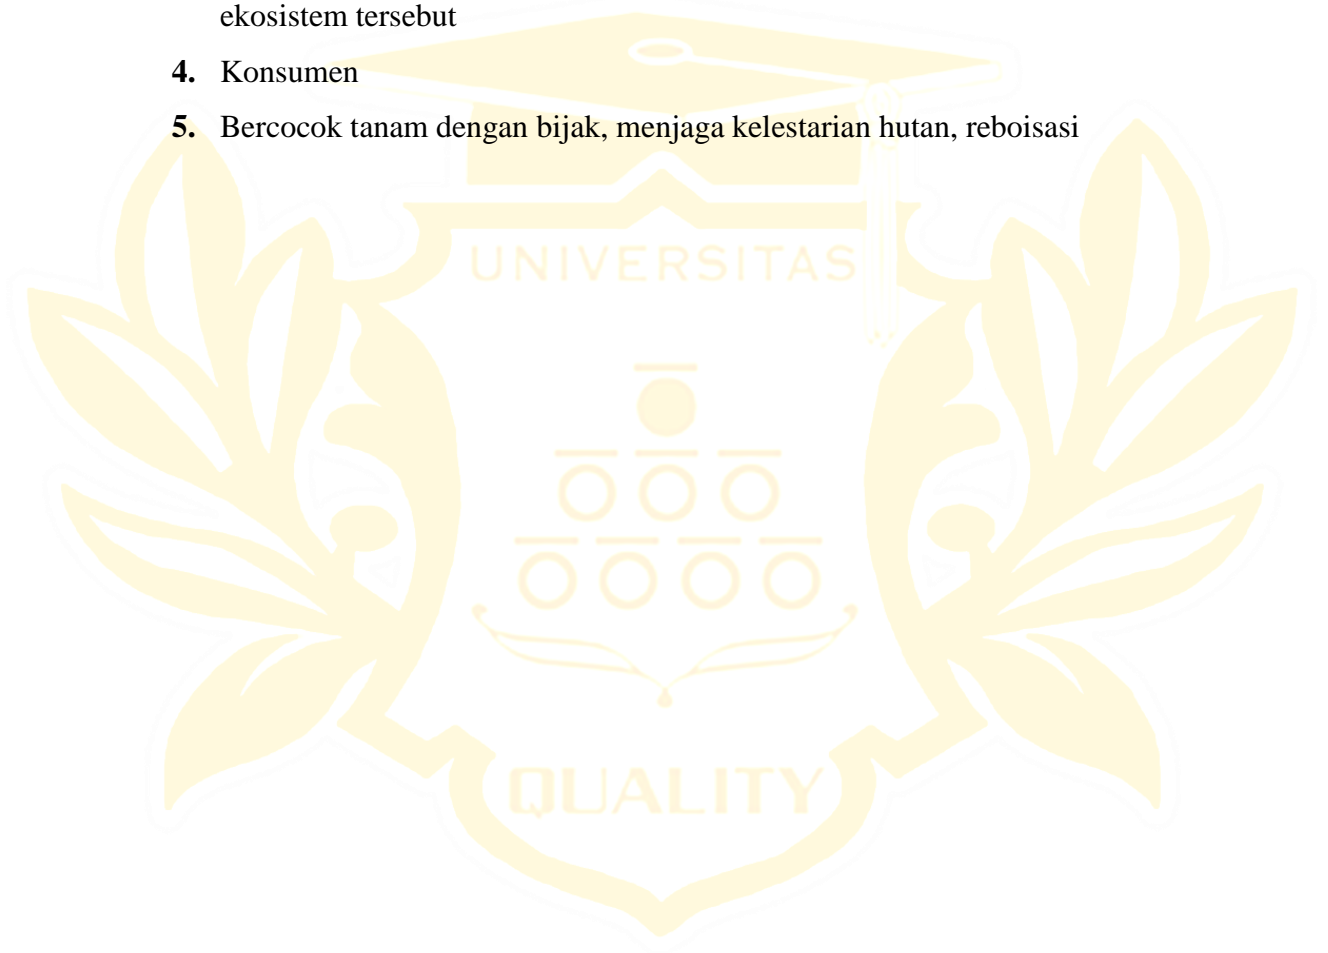 ekosistem tersebut
4. Konsumen
5. Bercocok tanam dengan bijak, menjaga kelestarian hutan, reboisasi
UNIVERSITAS
QUALITY